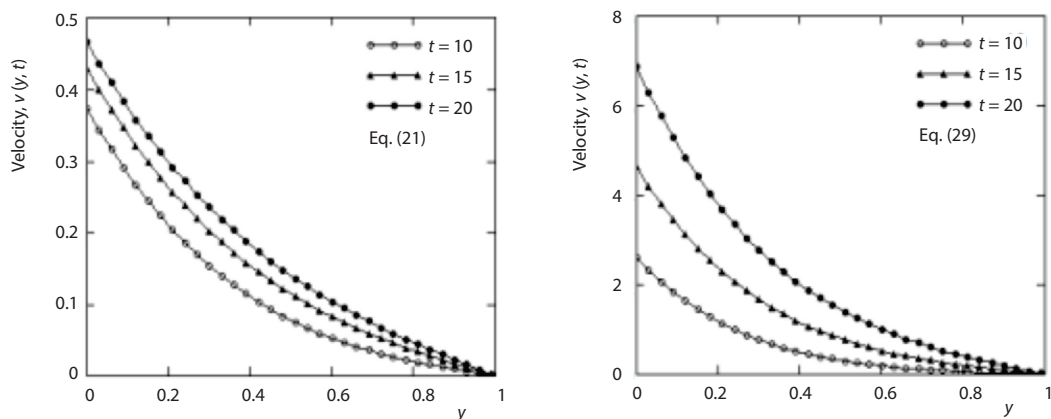 0.5
0.4
0.3
0.2
0.1
0
Velocity, v (y, t)
t = 10
t = 15
t = 20
Eq. (21)
0 0.2 0.4 0.6 0.8 1
y
8
6
4
2
0
Velocity, v (y, t)
t = 10
t = 15
t = 20
Eq. (29)
0 0.2 0.4 0.6 0.8 1
y